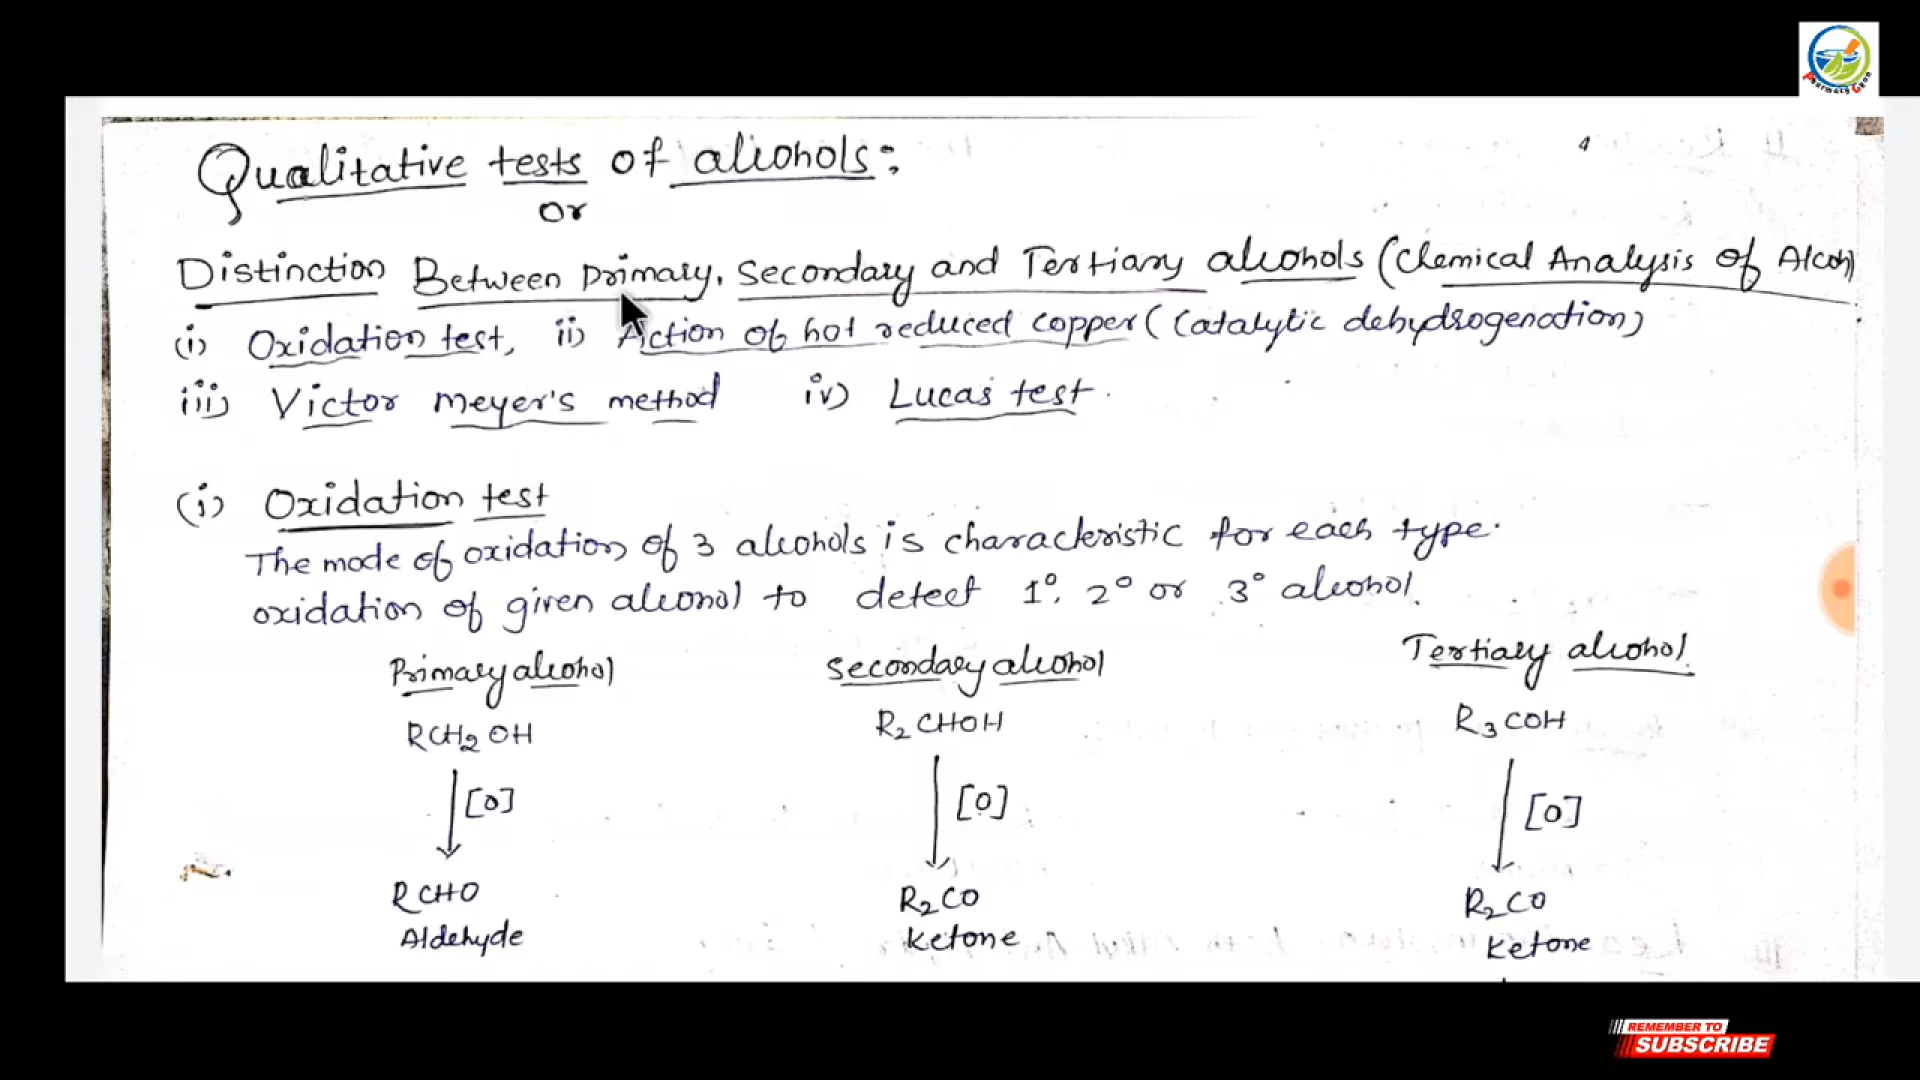 Qualitative tests of alcohols:
or
Distinction Between primary, secondary and Tertiary alcohols (Chemical Analysis of Alcoh)
(i) Oxidation test, ii) Action of hot reduced copper (Catalytic dehydrogenation)
iii) Victor meyer's method iv) Lucas test.
(i) Oxidation test
The mode of oxidation of 3 alcohols is characteristic for each type.
oxidation of given alcohol to detect 1°, 2° or 3° alcohol.
Primary alcohol Secondary alcohol Tertiary alcohol.
RCH2OH R2CHOH R3COH
[O] [O] [O]
RCHO R2CO R2CO
Aldehyde Ketone Ketone
Pharmacy Gyan
REMEMBER TO
SUBSCRIBE